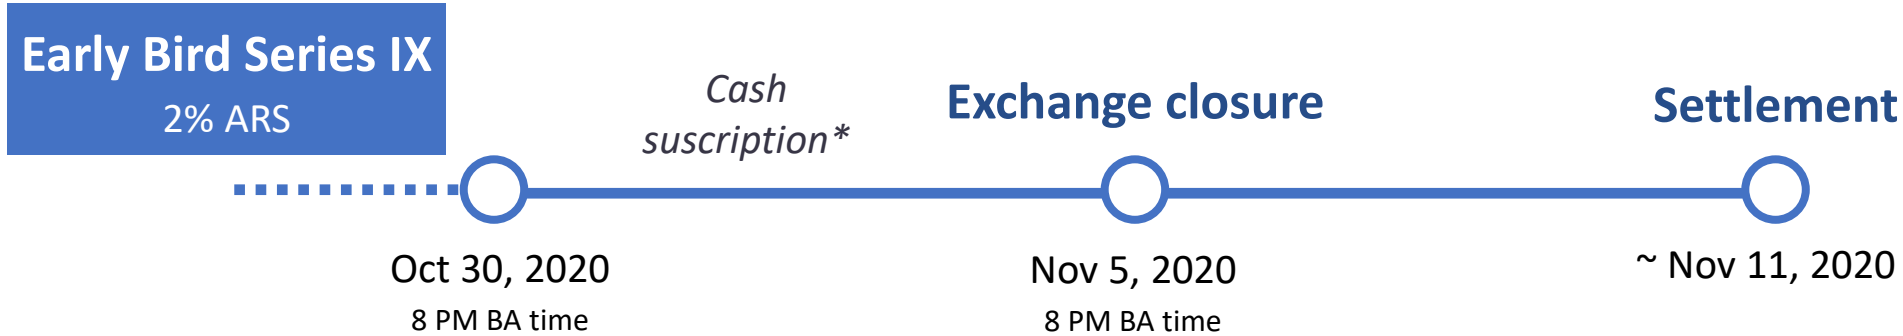 Early Bird Series IX
2% ARS
Cash
suscription*
Exchange closure
Settlement
Oct 30, 2020
8 PM BA time
Nov 5, 2020
8 PM BA time
~ Nov 11, 2020